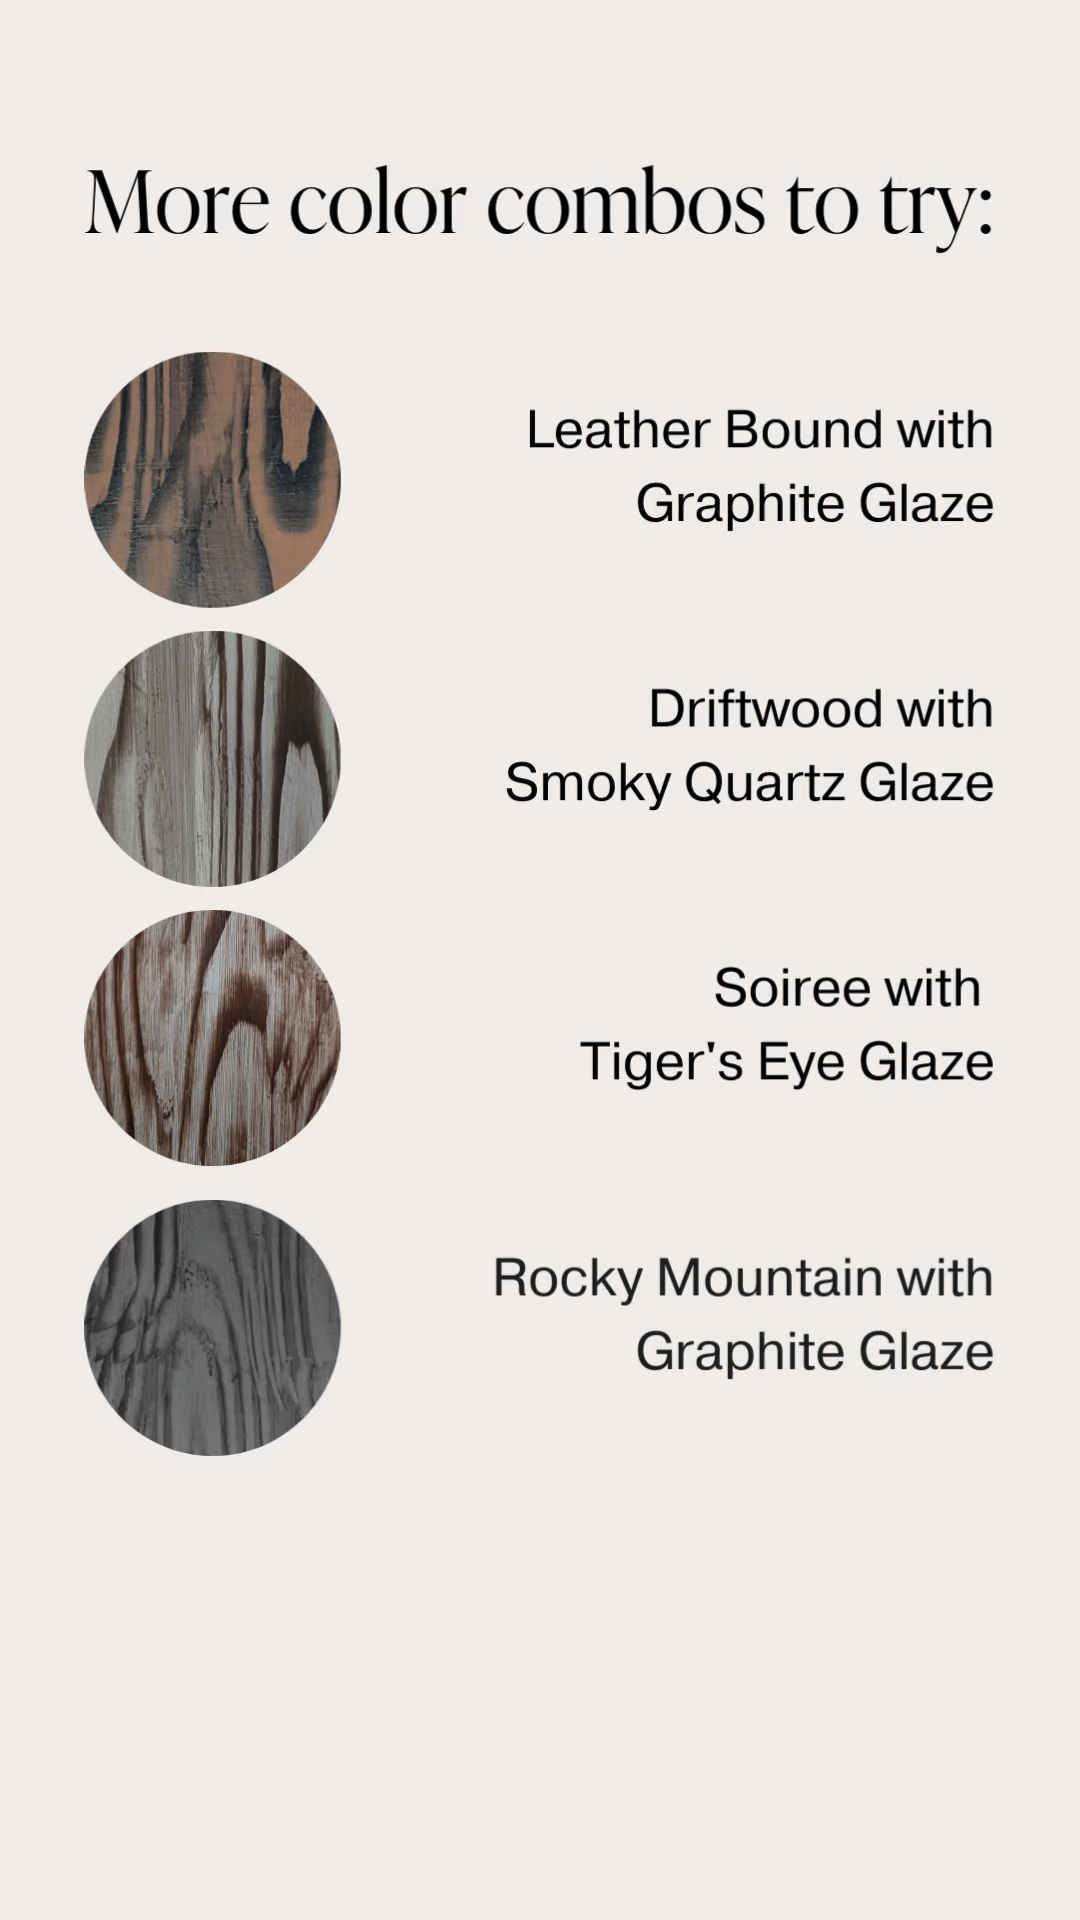 More color combos to try:
Leather Bound with
Graphite Glaze
Driftwood with
Smoky Quartz Glaze
Soiree with
Tiger's Eye Glaze
Rocky Mountain with
Graphite Glaze